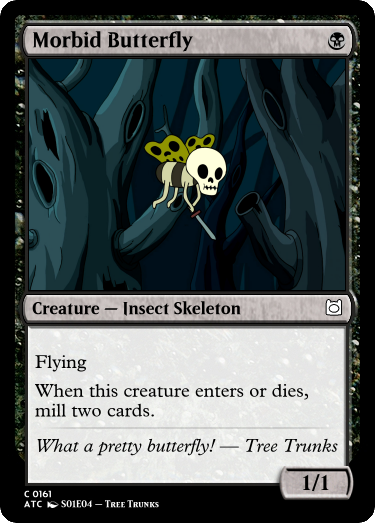 Morbid Butterfly
Creature — Insect Skeleton
Flying
When this creature enters or dies,
mill two cards.
What a pretty butterfly! — Tree Trunks
1/1
C 0161
ATC S01E04 – Tree Trunks